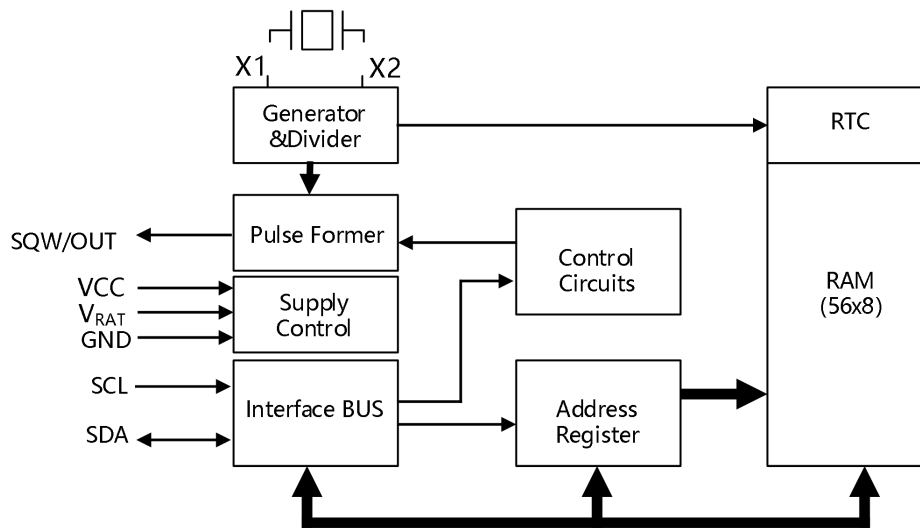 X1
X2
Generator
&Divider
RTC
Pulse Former
SQW/OUT
Control
Circuits
VCC
VRAT
GND
Supply
Control
RAM
(56x8)
SCL
SDA
Interface BUS
Address
Register